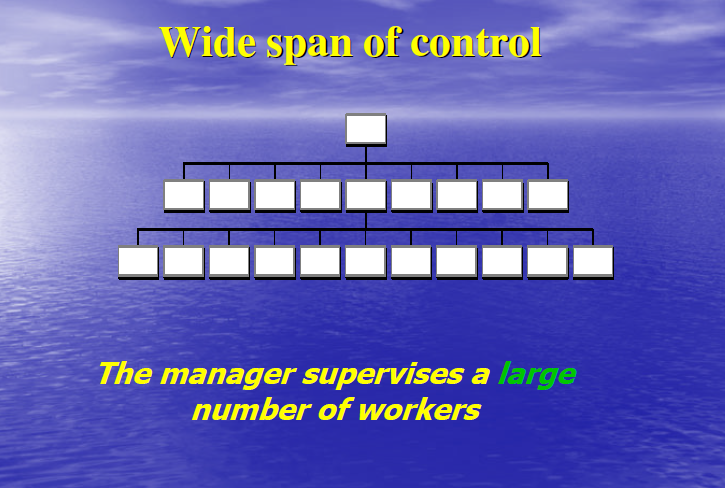 Wide span of control
The manager supervises a large
number of workers